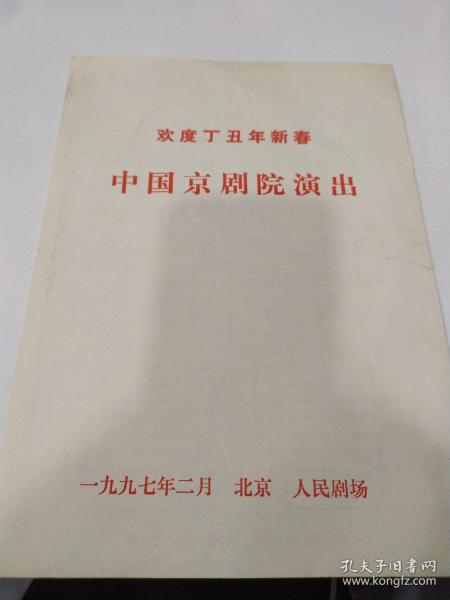 欢度丁丑年新春
中国京剧院演出
一九九七年二月 北京 人民剧场
孔夫子旧书网
www.kongfz.com